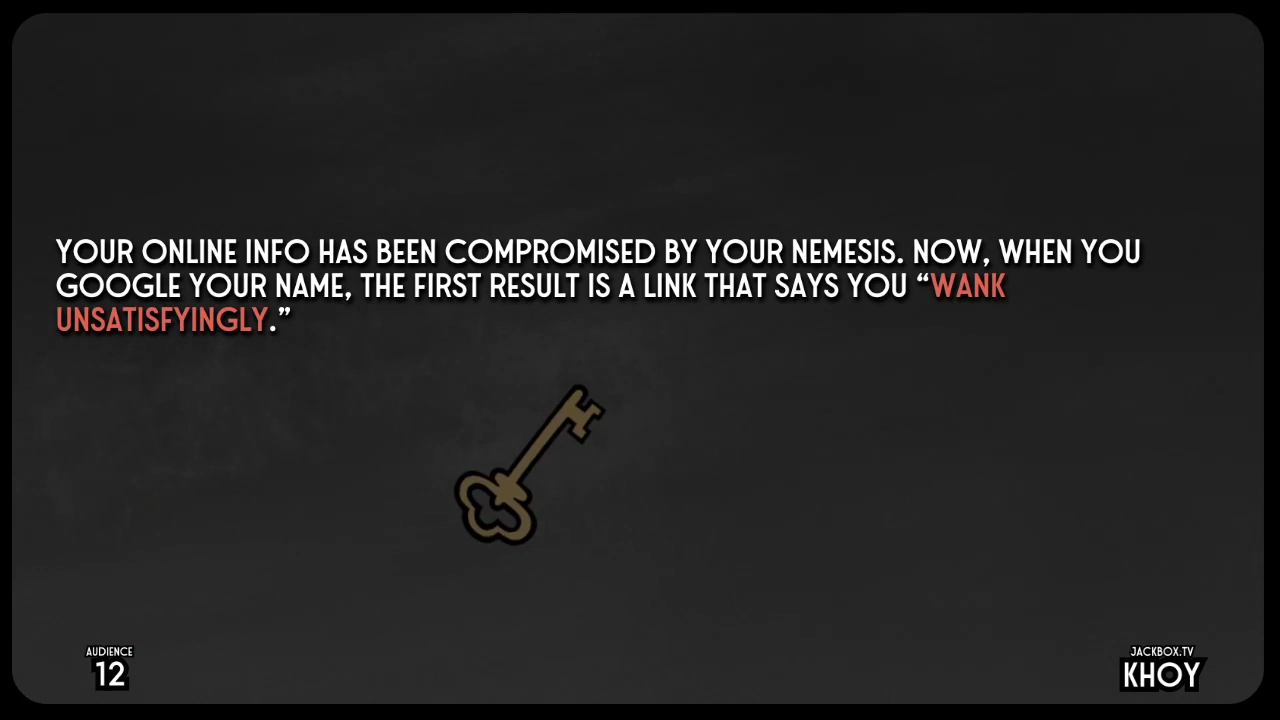 YOUR ONLINE INFO HAS BEEN COMPROMISED BY YOUR NEMESIS. NOW, WHEN YOU
GOOGLE YOUR NAME, THE FIRST RESULT IS A LINK THAT SAYS YOU “WANK
UNSATISFYINGLY.”
AUDIENCE
12
JACKBOX.TV
KHOY